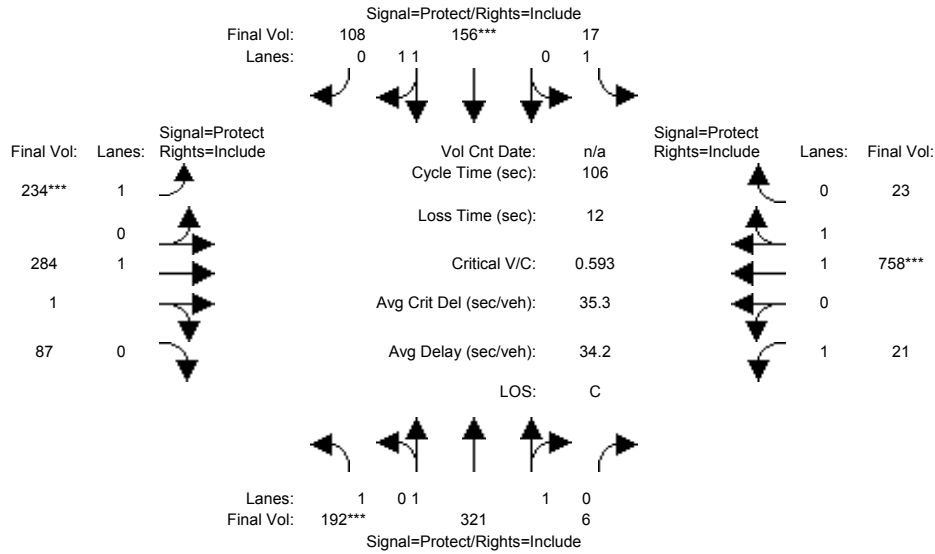 Signal=Protect/Rights=Include
Final Vol: 108 156*** 17
Lanes: 0 1 1 0 1
Signal=Protect
Final Vol: Lanes: Rights=Include
Vol Cnt Date: n/a
Signal=Protect
Rights=Include Lanes: Final Vol:
Cycle Time (sec): 106
234*** 1
0 23
Loss Time (sec): 12
0
1
284 1
Critical V/C: 0.593
1 758***
1
Avg Crit Del (sec/veh): 35.3
0
87 0
Avg Delay (sec/veh): 34.2
1 21
LOS: C
Lanes: 1 0 1 1 0
Final Vol: 192*** 321 6
Signal=Protect/Rights=Include